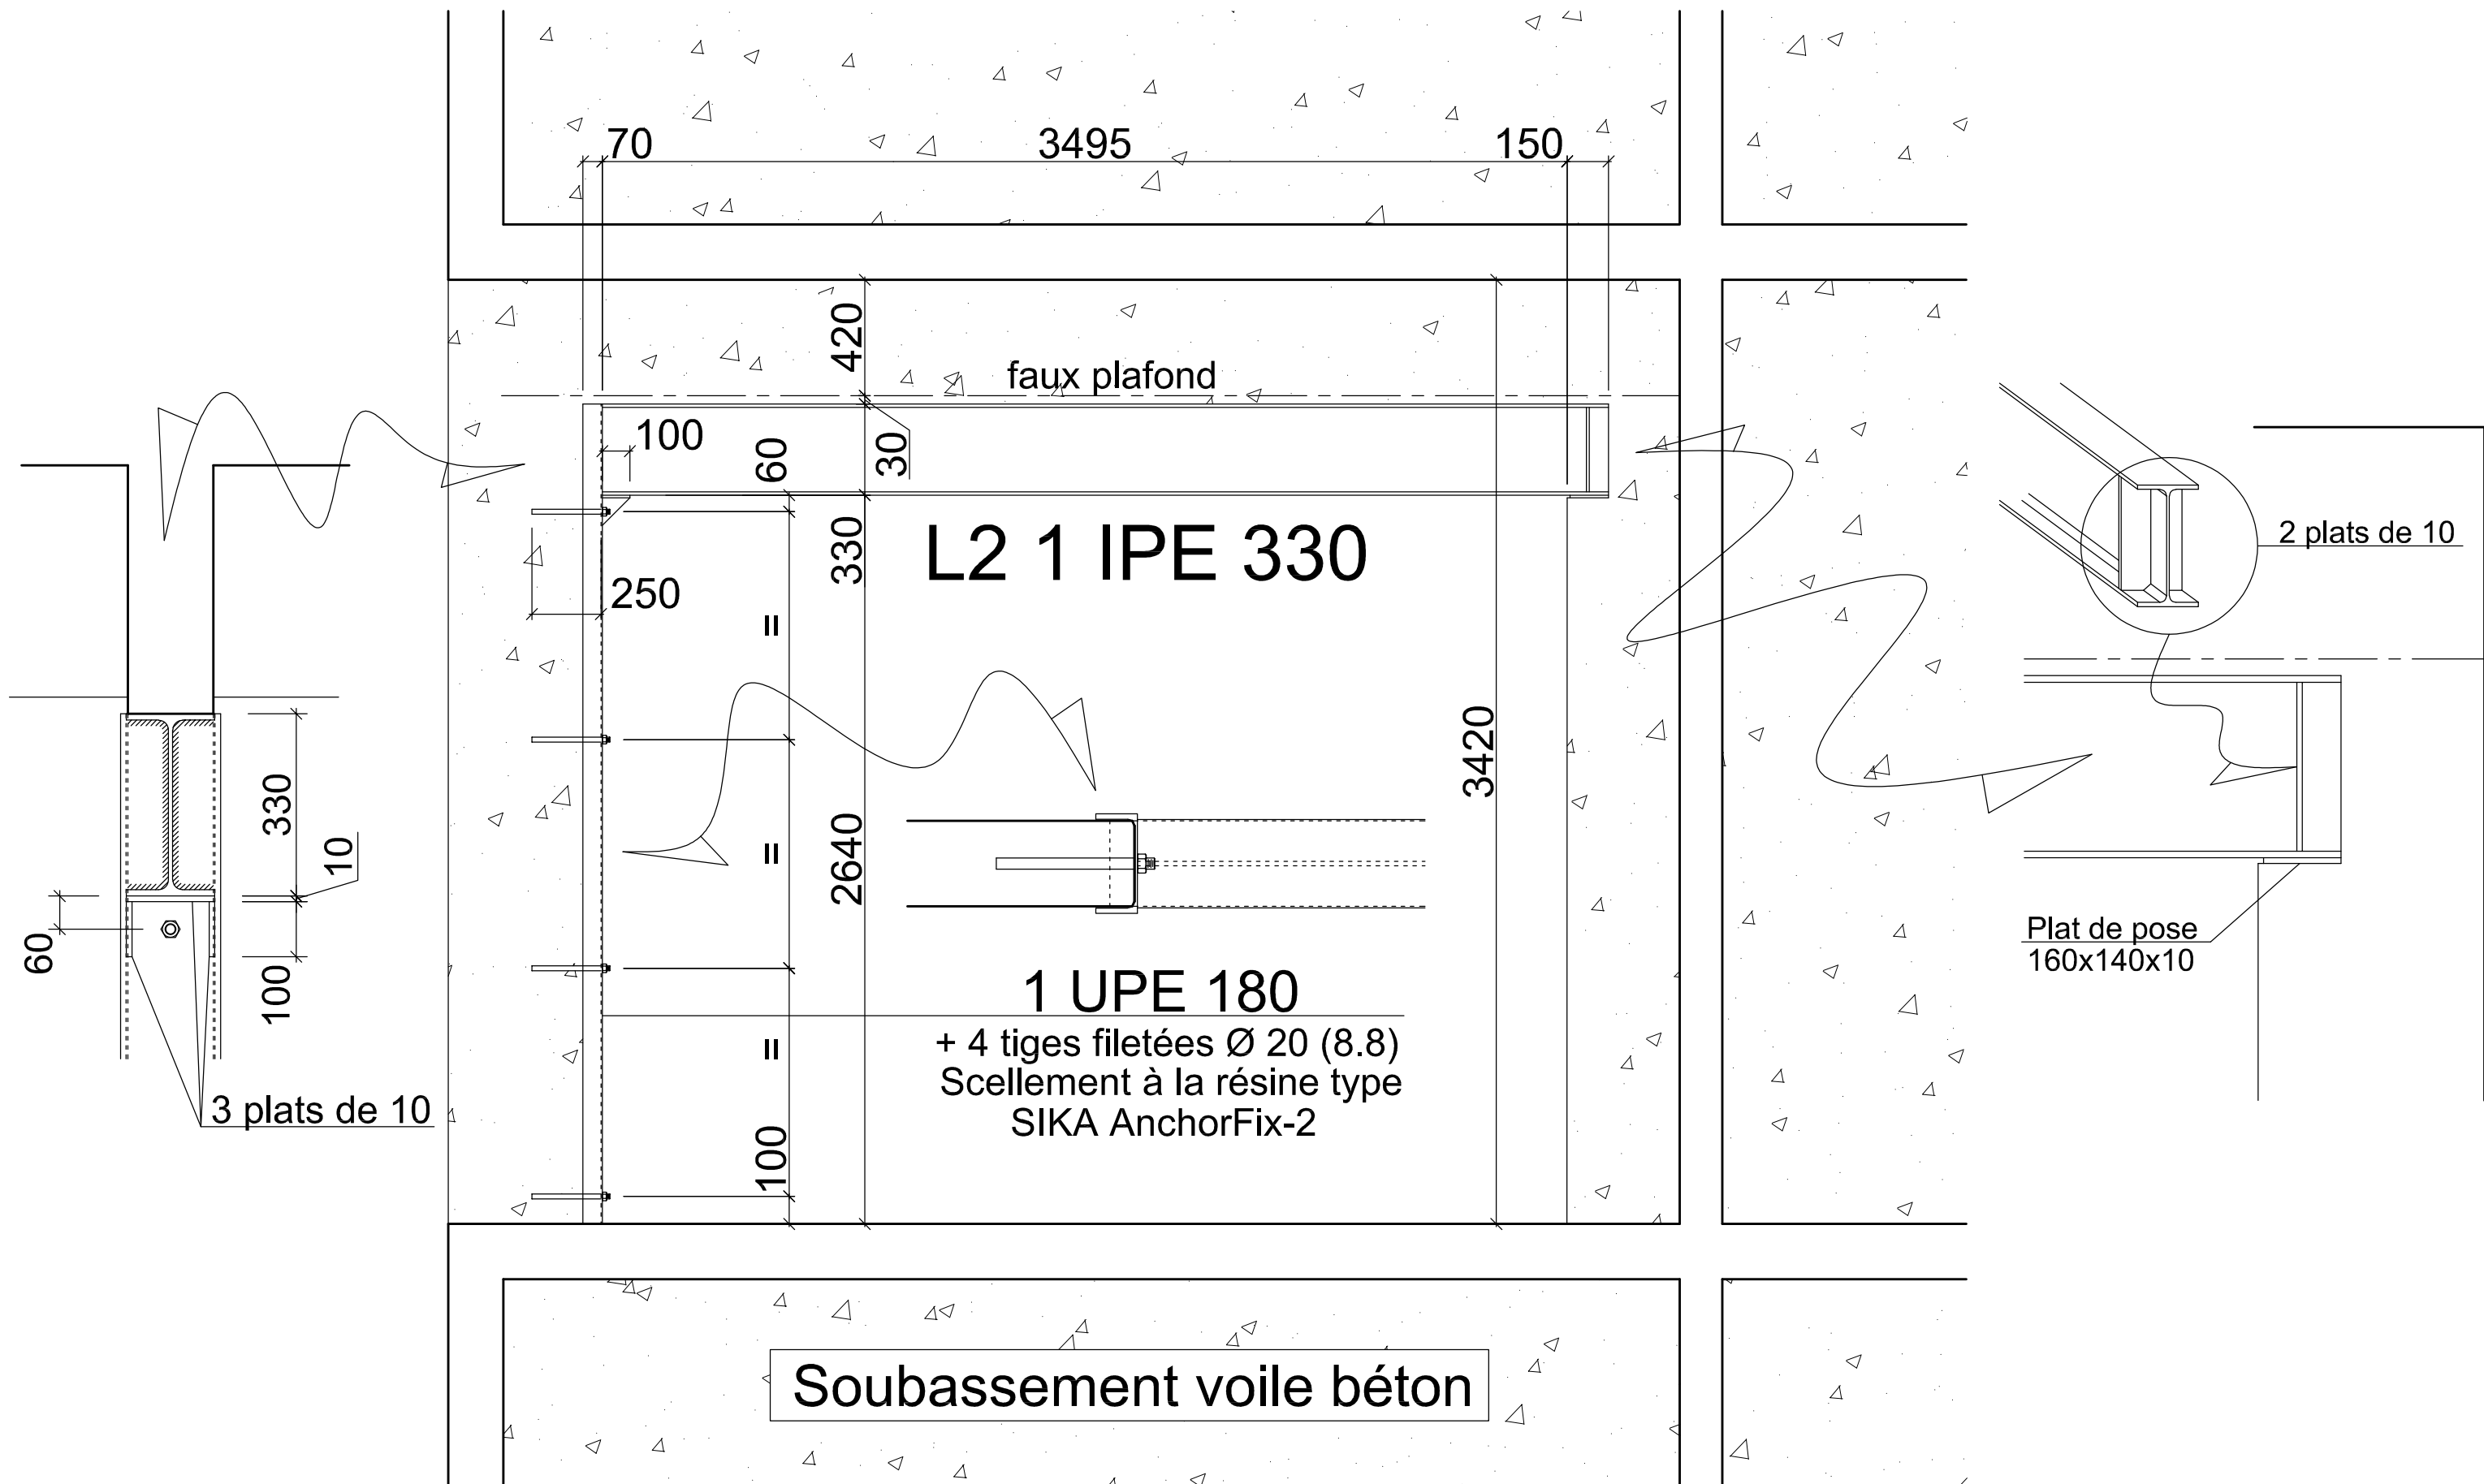 70
3495
150
420
faux plafond
100
60
30
L2 1 IPE 330
330
250
=
2 plats de 10
3420
330
10
=
2640
60
100
Plat de pose
160x140x10
1 UPE 180
+ 4 tiges filetées Ø 20 (8.8)
Scellement à la résine type
SIKA AnchorFix-2
=
3 plats de 10
100
Soubassement voile béton